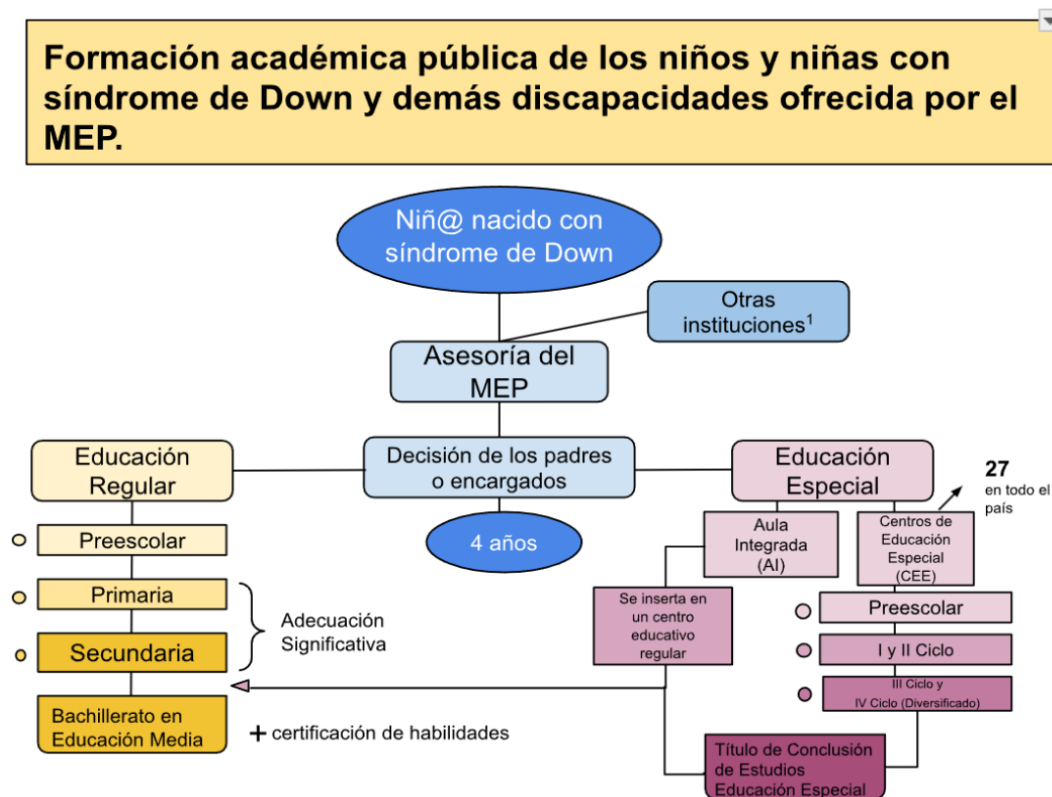 Formación académica pública de los niños y niñas con
síndrome de Down y demás discapacidades ofrecida por el
MEP.
Niñ@ nacido con
síndrome de Down
Otras
instituciones¹
Asesoría del
MEP
Educación
Regular
Decisión de los padres
o encargados
Educación
Especial
27
en todo el
país
4 años
Aula
Integrada
(AI)
Centros de
Educación
Especial
(CEE)
Preescolar
Primaria
Secundaria
Adecuación
Significativa
Bachillerato en
Educación Media
+ certificación de habilidades
Se inserta en
un centro
educativo
regular
Preescolar
I y II Ciclo
III Ciclo y
IV Ciclo (Diversificado)
Título de Conclusión
de Estudios
Educación Especial